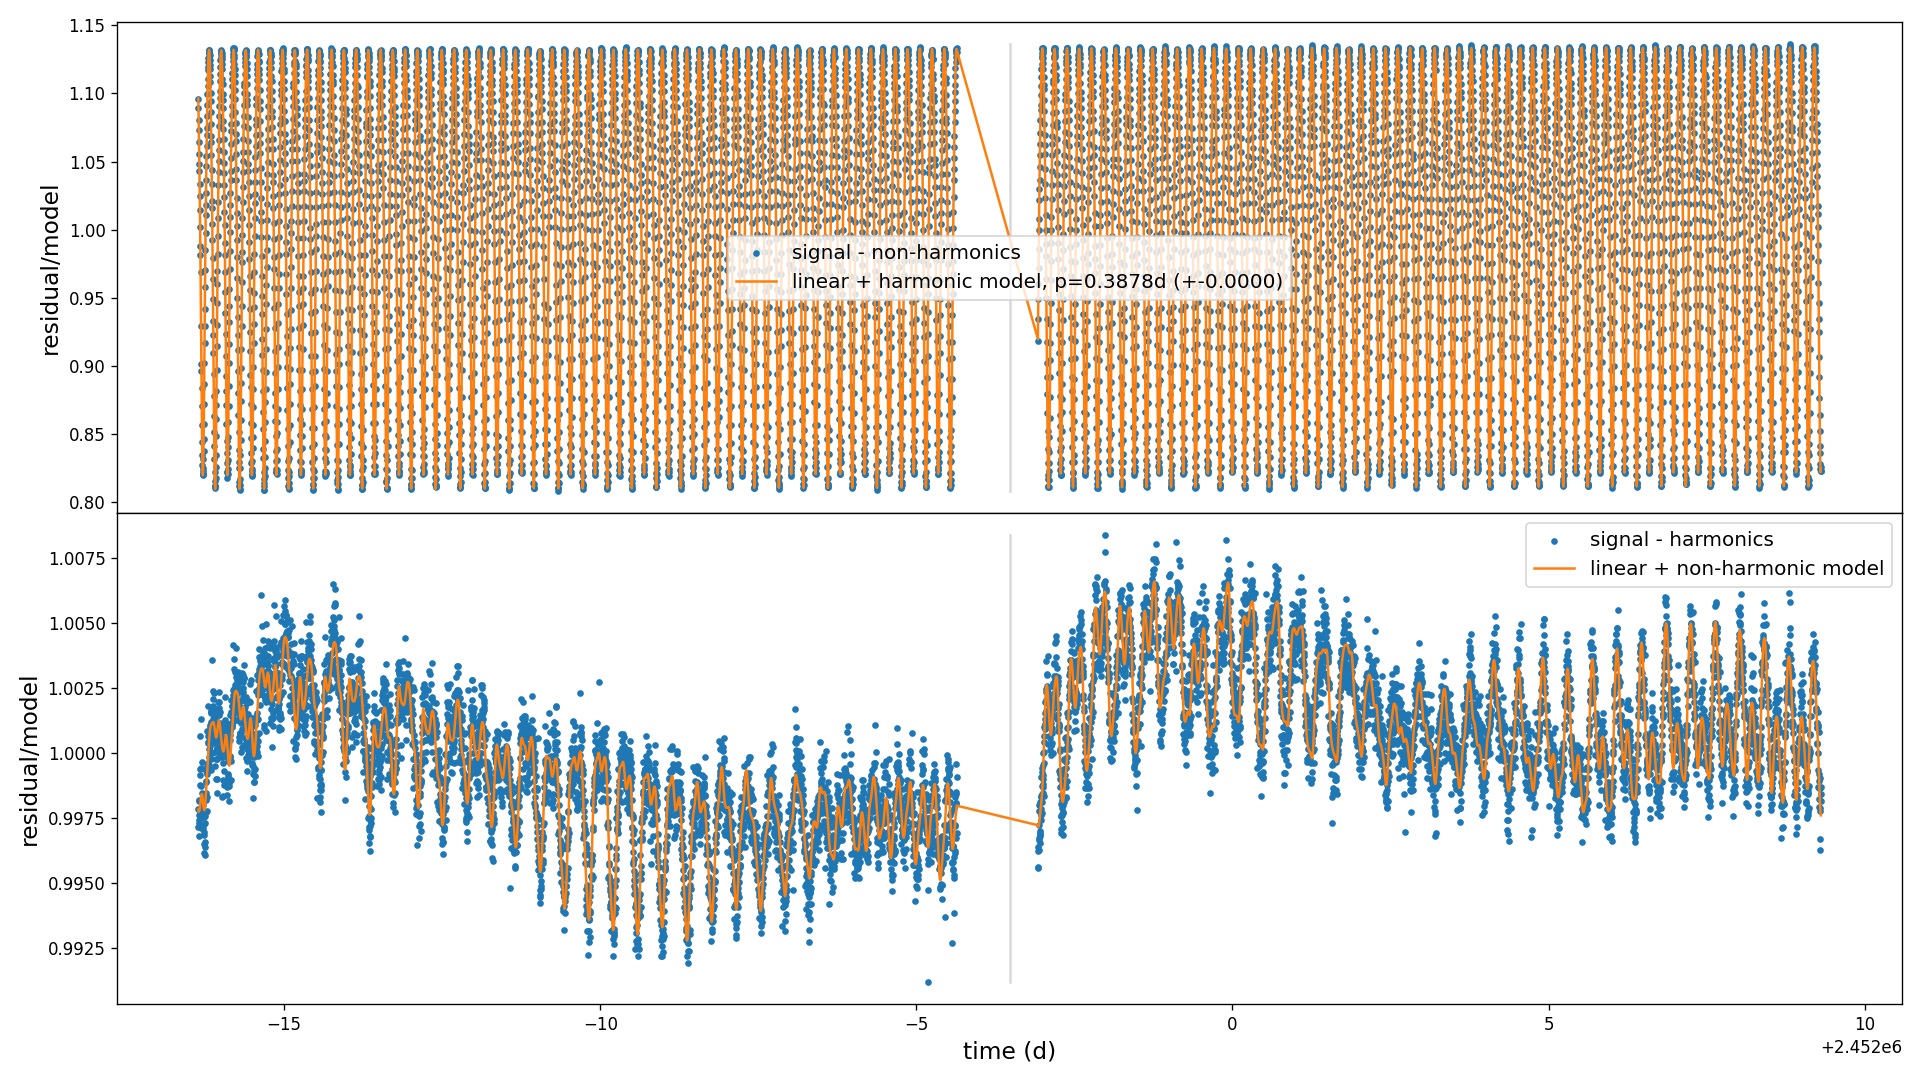 1.15
1.10
1.05
1.00
0.95
0.90
0.85
0.80
residual/model
signal - non-harmonics
linear + harmonic model, p=0.3878d (+-0.0000)
1.0075
1.0050
1.0025
1.0000
0.9975
0.9950
0.9925
residual/model
signal - harmonics
linear + non-harmonic model
−15
−10
−5
0
5
10
time (d)
+2.452e6